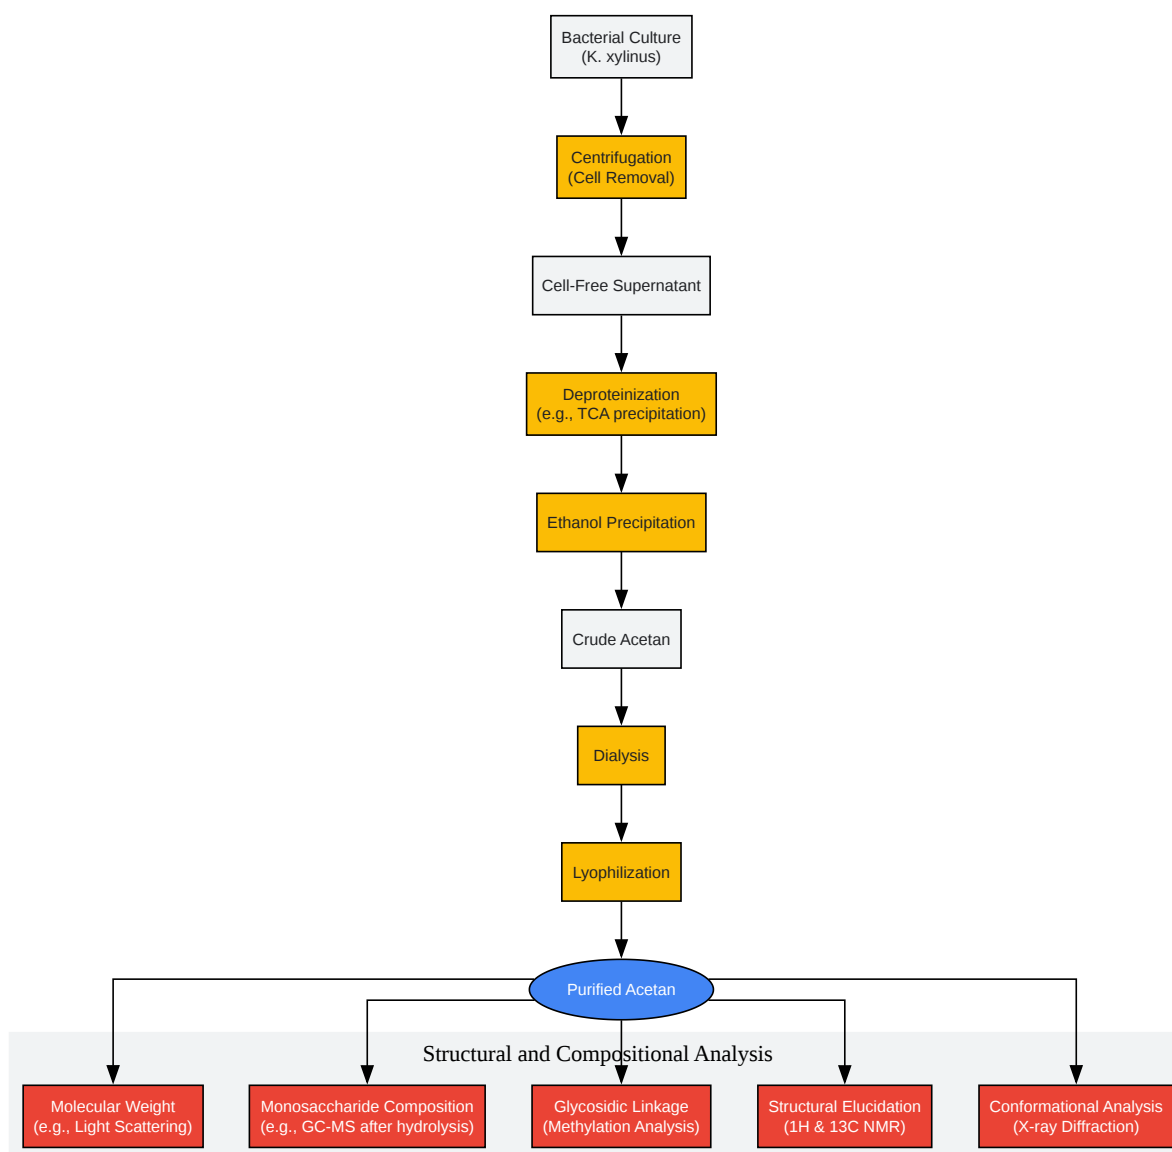 Bacterial Culture
(K. xylinus)
Centrifugation
(Cell Removal)
Cell-Free Supernatant
Deproteinization
(e.g., TCA precipitation)
Ethanol Precipitation
Crude Acetan
Dialysis
Lyophilization
Purified Acetan
Structural and Compositional Analysis
Molecular Weight
(e.g., Light Scattering)
Monosaccharide Composition
(e.g., GC-MS after hydrolysis)
Glycosidic Linkage
(Methylation Analysis)
Structural Elucidation
(1H & 13C NMR)
Conformational Analysis
(X-ray Diffraction)